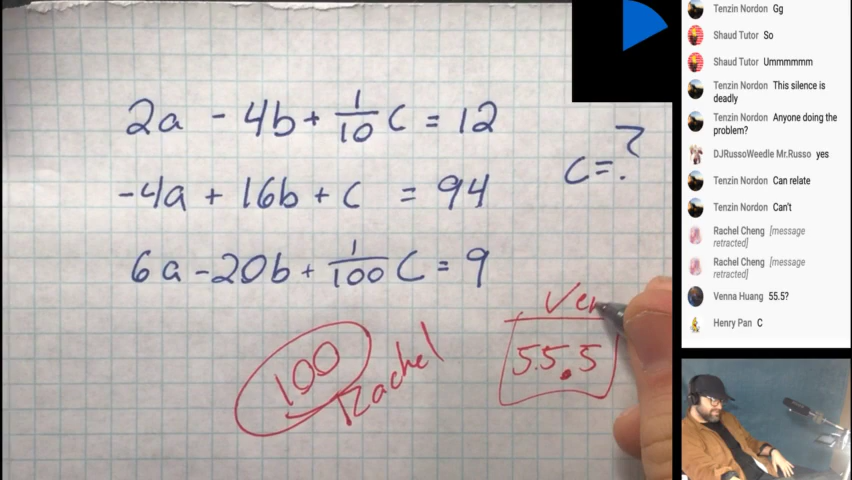 2a - 4b + 1/10 C = 12
-4a + 16b + C = 94
6a - 20b + 1/100 C = 9
C = ?
100
Rachel
Ven
55.5
Tenzin Nordon Gg
Shaud Tutor So
Shaud Tutor Ummmmmm
Tenzin Nordon This silence is
deadly
Tenzin Nordon Anyone doing the
problem?
DJRussoWeedle Mr.Russo yes
Tenzin Nordon Can relate
Tenzin Nordon Can't
Rachel Cheng [message
retracted]
Rachel Cheng [message
retracted]
Venna Huang 55.5?
Henry Pan C